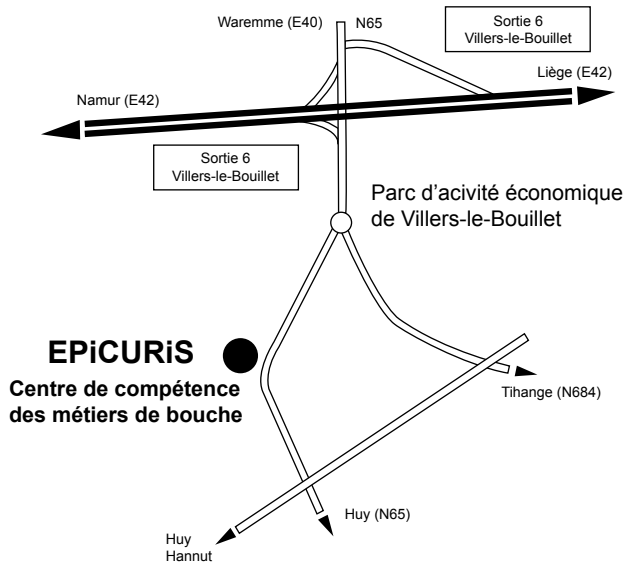 Waremme (E40)
N65
Sortie 6
Villers-le-Bouillet
Liège (E42)
Namur (E42)
Sortie 6
Villers-le-Bouillet
Parc d'acivité économique
de Villers-le-Bouillet
EPiCURiS
Centre de compétence
des métiers de bouche
Tihange (N684)
Huy (N65)
Huy
Hannut